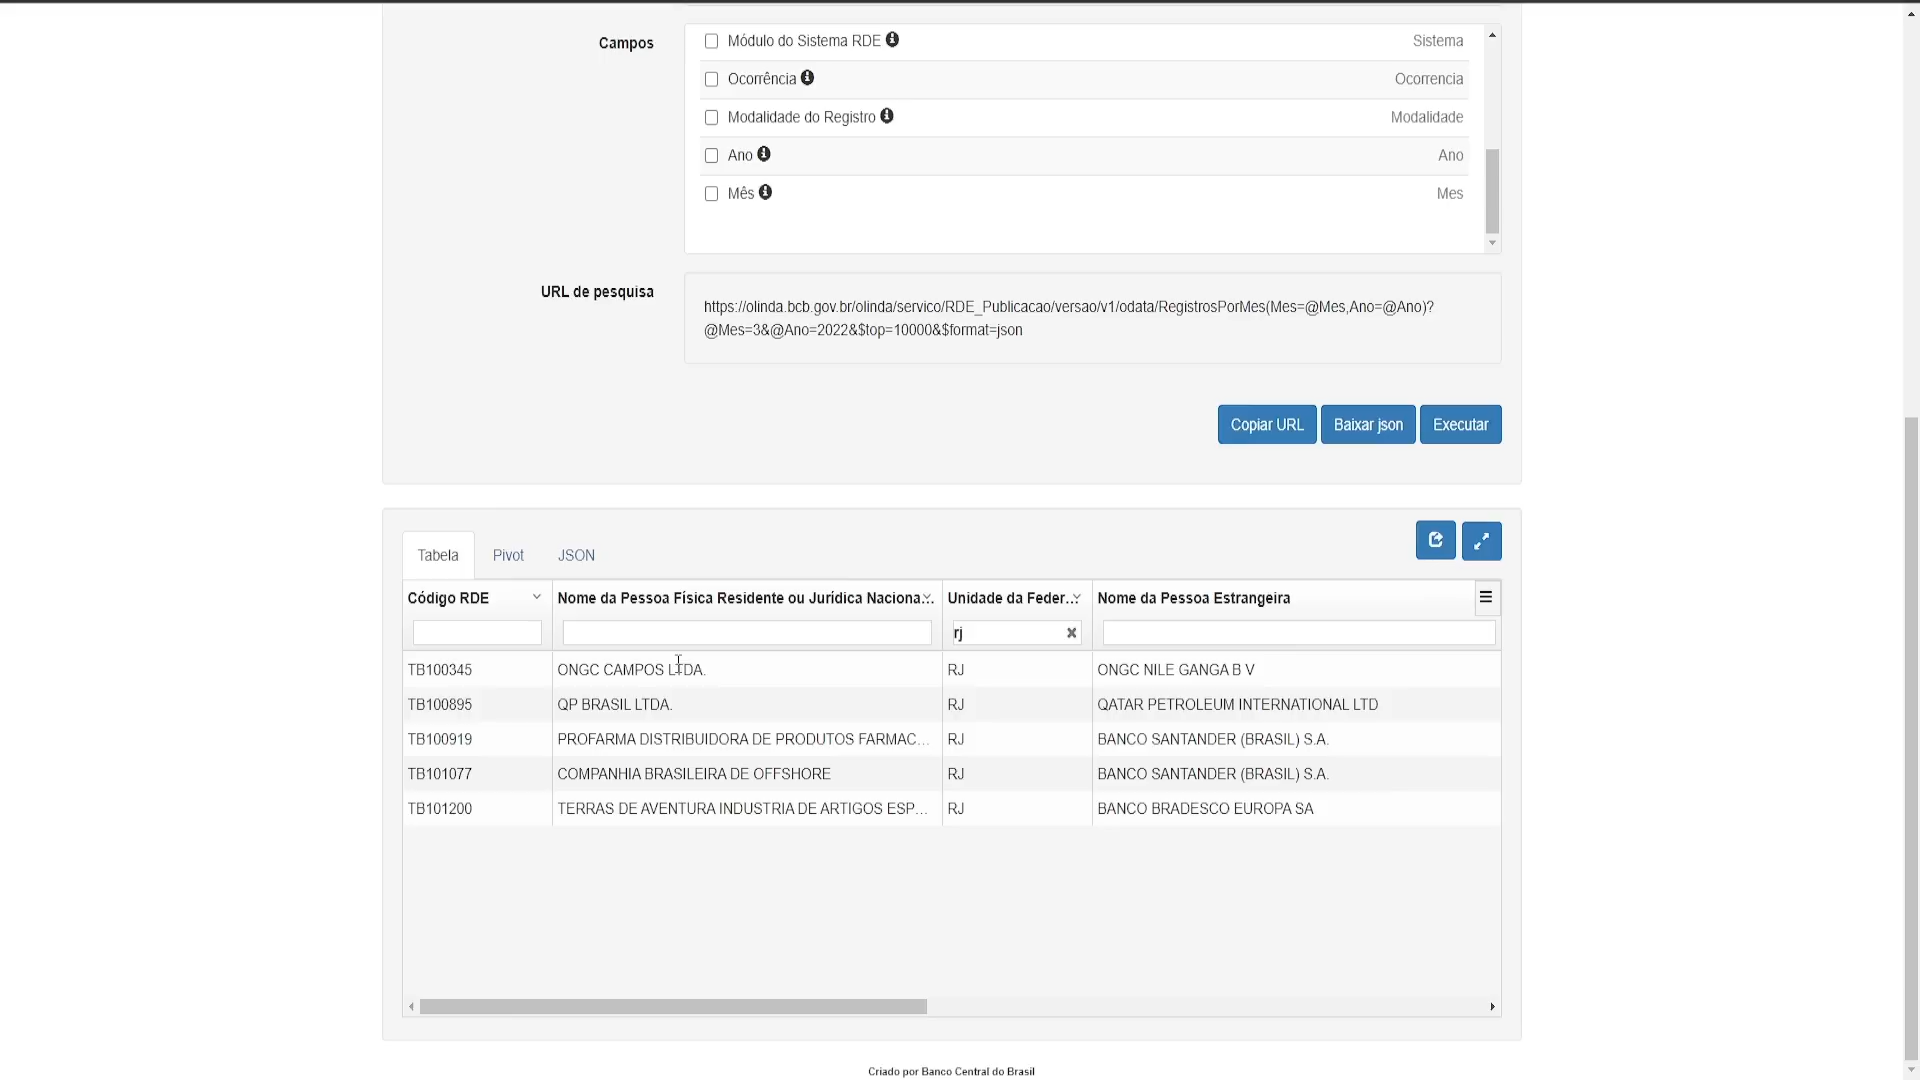 Campos
Módulo do Sistema RDE Sistema
Ocorrência Ocorrencia
Modalidade do Registro Modalidade
Ano Ano
Mês Mes
URL de pesquisa
https://olinda.bcb.gov.br/olinda/servico/RDE_Publicacao/versao/v1/odata/RegistrosPorMes(Mes=@Mes,Ano=@Ano)?
@Mes=3&@Ano=2022&$top=10000&$format=json
Copiar URL Baixar json Executar
Tabela Pivot JSON
Código RDE Nome da Pessoa Física Residente ou Jurídica Naciona... Unidade da Feder... Nome da Pessoa Estrangeira
rj
TB100345 ONGC CAMPOS LTDA. RJ ONGC NILE GANGA B V
TB100895 QP BRASIL LTDA. RJ QATAR PETROLEUM INTERNATIONAL LTD
TB100919 PROFARMA DISTRIBUIDORA DE PRODUTOS FARMAC... RJ BANCO SANTANDER (BRASIL) S.A.
TB101077 COMPANHIA BRASILEIRA DE OFFSHORE RJ BANCO SANTANDER (BRASIL) S.A.
TB101200 TERRAS DE AVENTURA INDUSTRIA DE ARTIGOS ESP... RJ BANCO BRADESCO EUROPA SA
Criado por Banco Central do Brasil